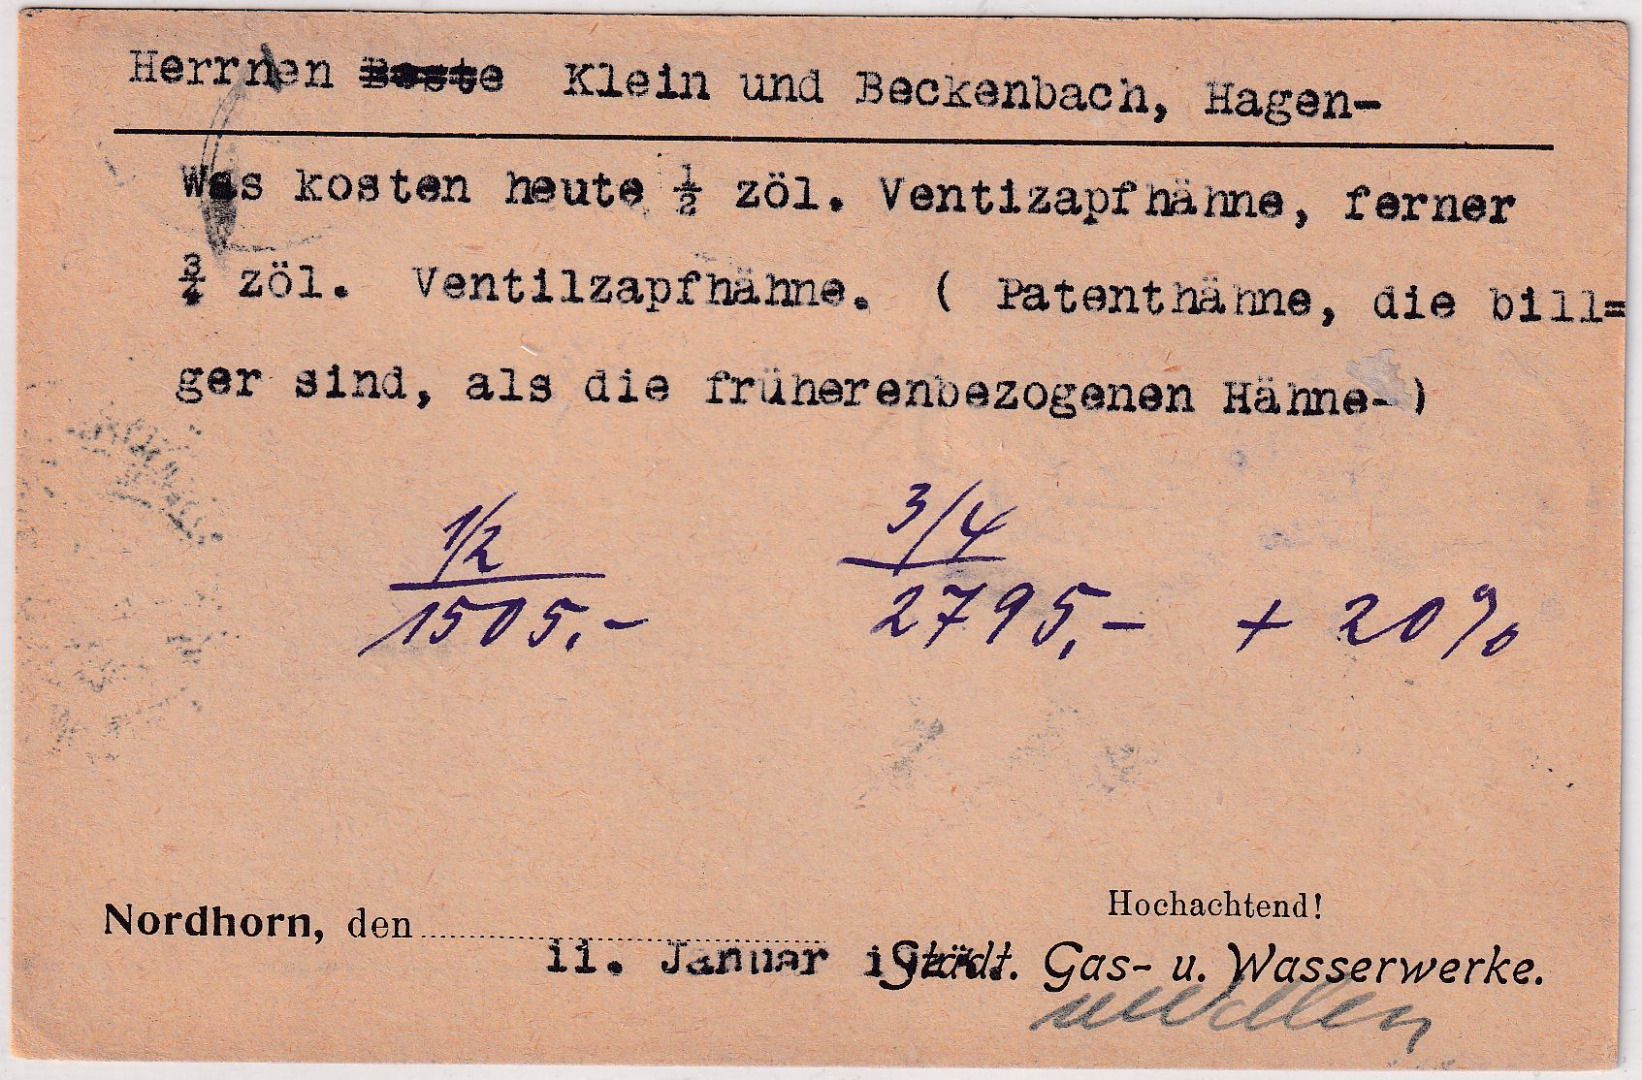 Herrnen Klein und Beckenbach, Hagen-
Was kosten heute ½ zöl. Ventizapfhähne, ferner
¾ zöl. Ventilzapfhähne. ( Patenthähne, die bill=
ger sind, als die früherenbezogenen Hähne-)
1/2 3/4
1505.- 2795.- + 20%
Hochachtend!
Nordhorn, den
11. Januar Städt. Gas- u. Wasserwerke.